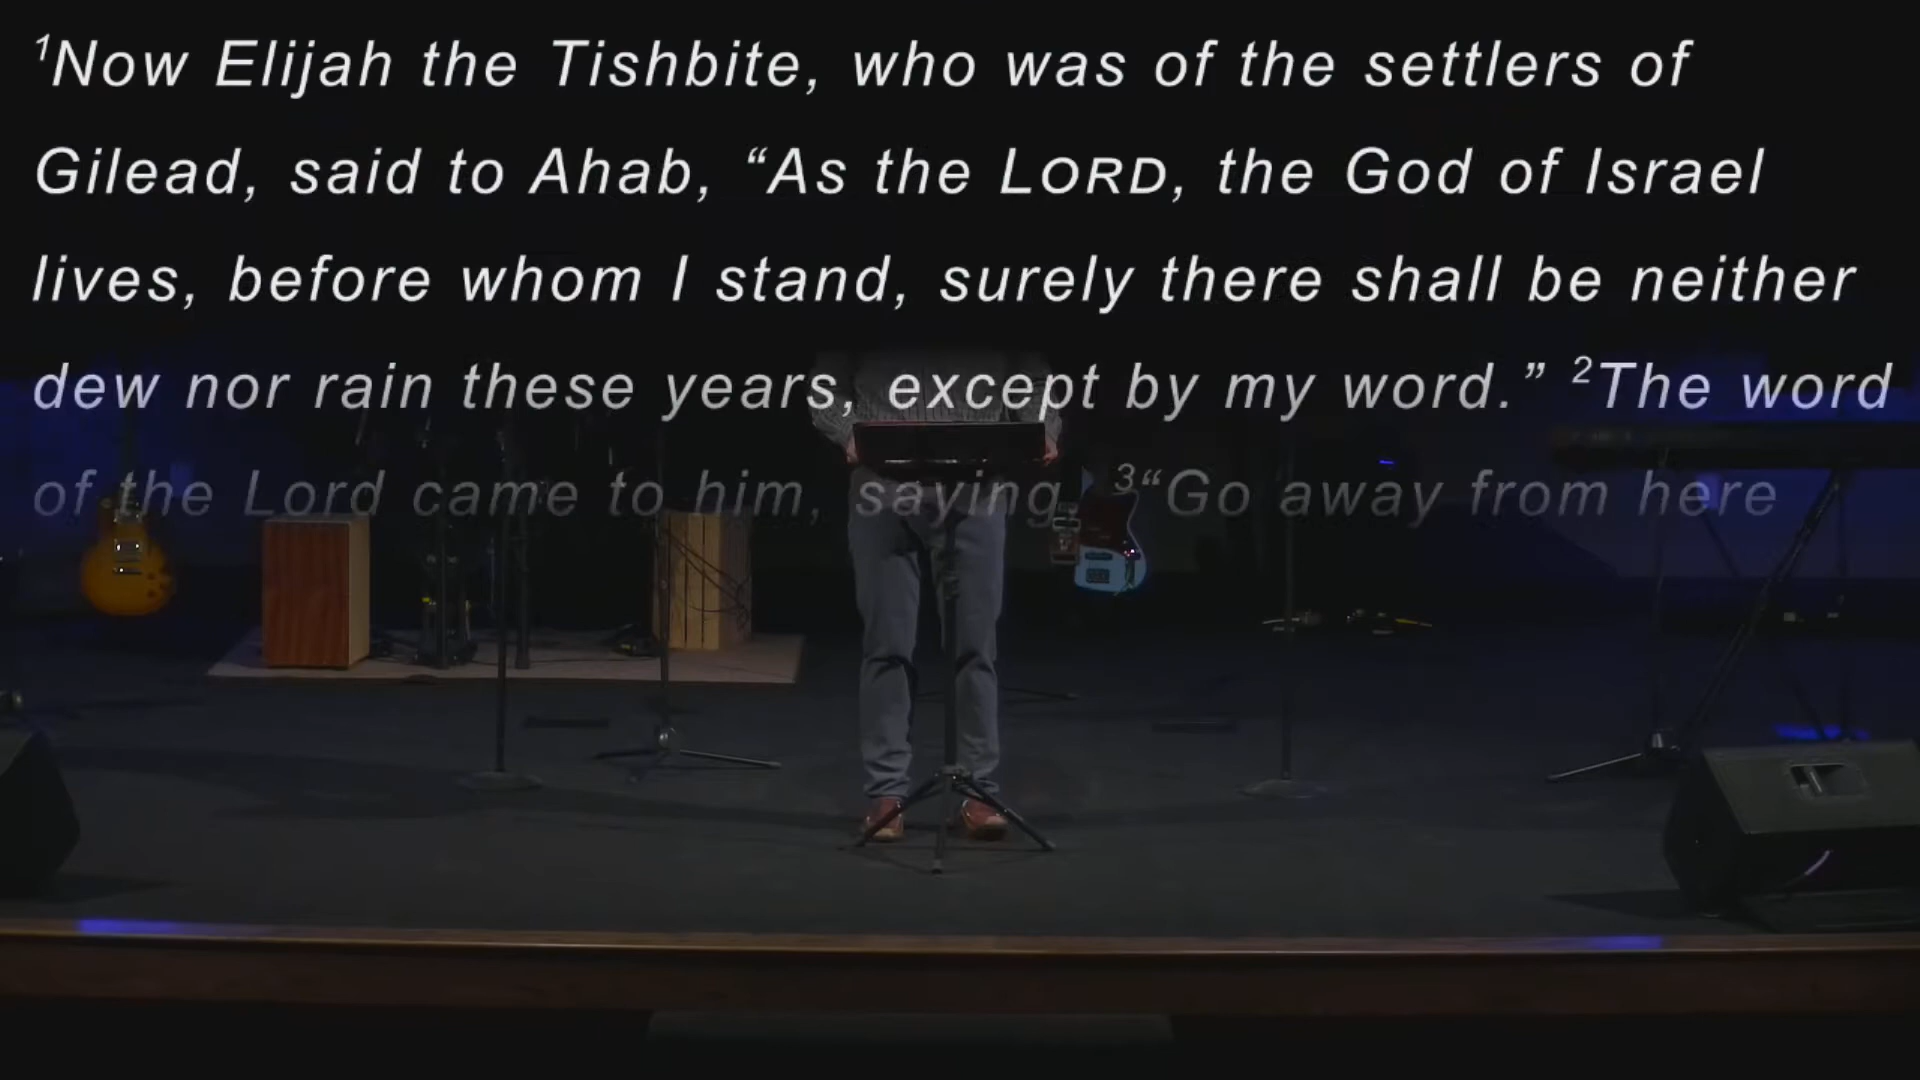 ¹Now Elijah the Tishbite, who was of the settlers of
Gilead, said to Ahab, “As the LORD, the God of Israel
lives, before whom I stand, surely there shall be neither
dew nor rain these years, except by my word.” ²The word
of the Lord came to him, saying, ³“Go away from here